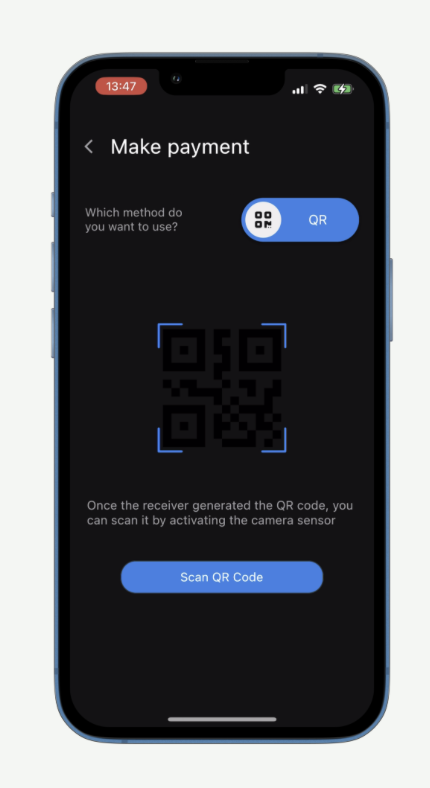 13:47
Make payment
Which method do
you want to use?
QR
Once the receiver generated the QR code, you
can scan it by activating the camera sensor
Scan QR Code